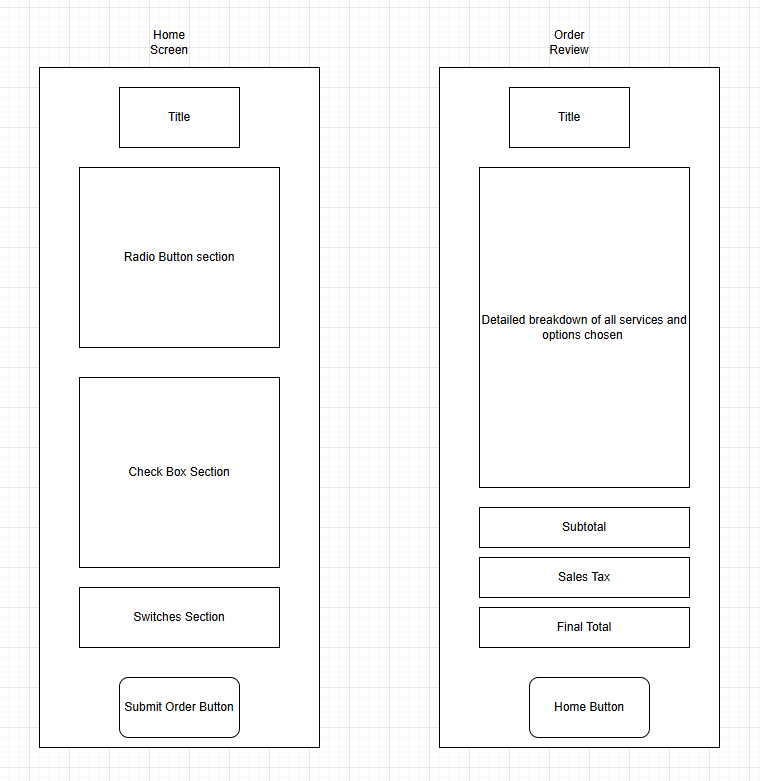 Home
Screen
Title
Radio Button section
Check Box Section
Switches Section
Submit Order Button
Order
Review
Title
Detailed breakdown of all services and
options chosen
Subtotal
Sales Tax
Final Total
Home Button